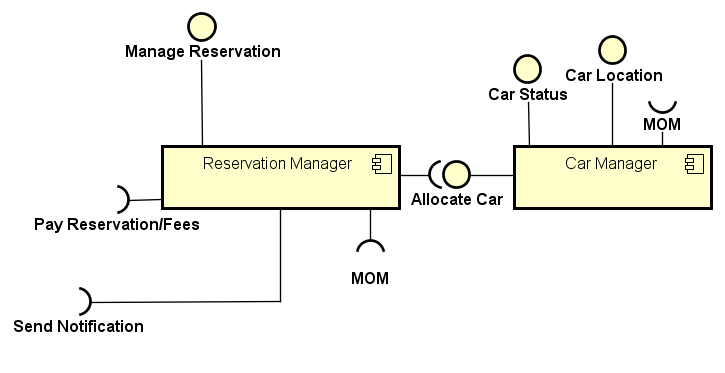 Manage Reservation
Car Location
Car Status
MOM
Reservation Manager
Car Manager
Allocate Car
Pay Reservation/Fees
MOM
Send Notification